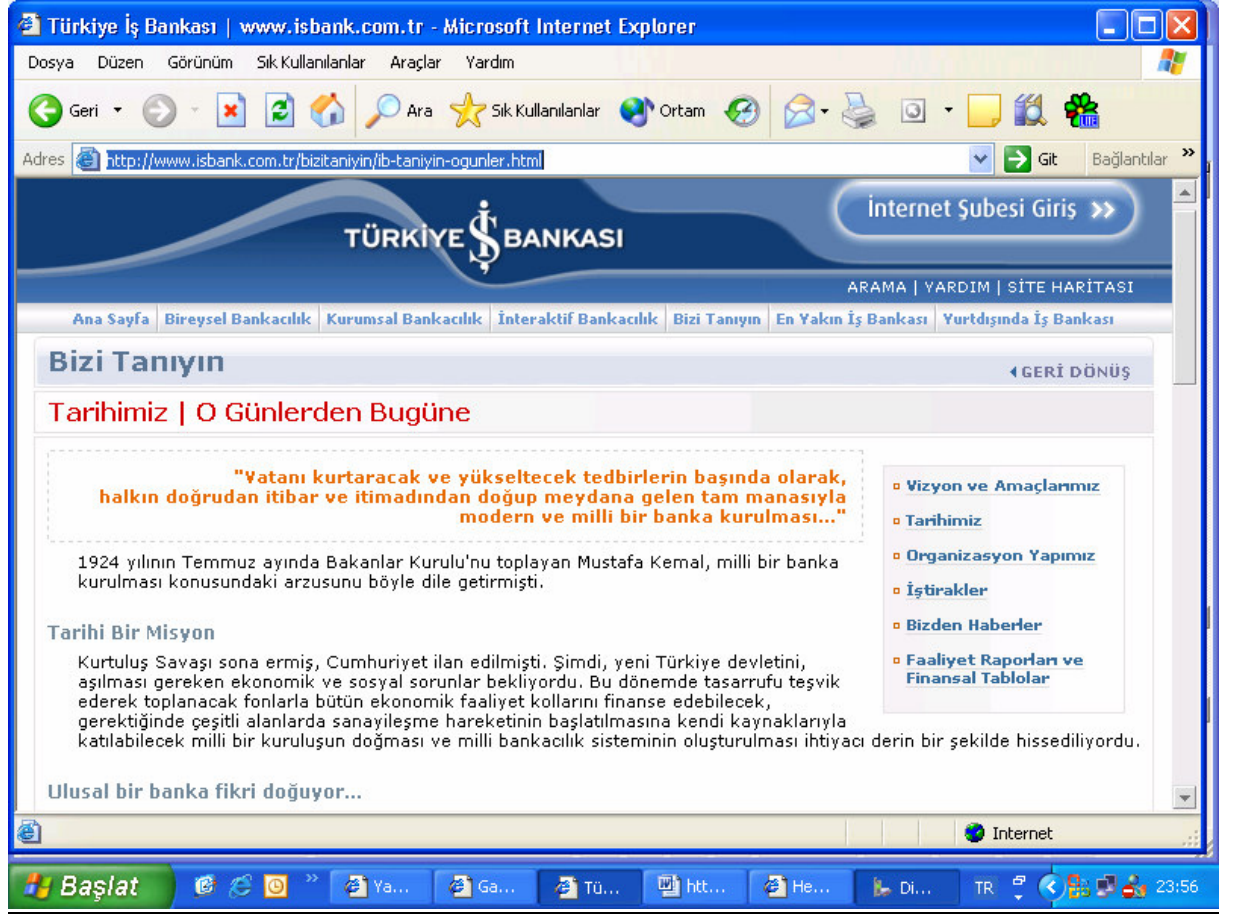 Türkiye İş Bankası | www.isbank.com.tr - Microsoft Internet Explorer
Dosya Düzen Görünüm Sık Kullanılanlar Araçlar Yardım
Geri Ara Sık Kullanılanlar Ortam
Adres http://www.isbank.com.tr/bizitaniyin/ib-taniyin-ogunler.html Git Bağlantılar »
İnternet Şubesi Giriş >>
TÜRKİYE İŞ BANKASI
ARAMA | YARDIM | SİTE HARİTASI
Ana Sayfa | Bireysel Bankacılık | Kurumsal Bankacılık | İnteraktif Bankacılık | Bizi Tanıyın | En Yakın İş Bankası | Yurtdışında İş Bankası
Bizi Tanıyın
GERİ DÖNÜŞ
Tarihimiz | O Günlerden Bugüne
"Vatanı kurtaracak ve yükseltecek tedbirlerin başında olarak,
halkın doğrudan itibar ve itimadından doğup meydana gelen tam manasıyla
modern ve milli bir banka kurulması..."
1924 yılının Temmuz ayında Bakanlar Kurulu'nu toplayan Mustafa Kemal, milli bir banka
kurulması konusundaki arzusunu böyle dile getirmişti.
Tarihi Bir Misyon
Kurtuluş Savaşı sona ermiş, Cumhuriyet ilan edilmişti. Şimdi, yeni Türkiye devletini,
aşılması gereken ekonomik ve sosyal sorunlar bekliyordu. Bu dönemde tasarrufu teşvik
ederek toplanacak fonlarla bütün ekonomik faaliyet kollarını finanse edebilecek,
gerektiğinde çeşitli alanlarda sanayileşme hareketinin başlatılmasına kendi kaynaklarıyla
katılabilecek milli bir kuruluşun doğması ve milli bankacılık sisteminin oluşturulması ihtiyacı derin bir şekilde hissediliyordu.
Ulusal bir banka fikri doğuyor...
Vizyon ve Amaçlarımız
Tarihimiz
Organizasyon Yapımız
İştirakler
Bizden Haberler
Faaliyet Raporları ve
Finansal Tablolar
Internet
Başlat » Ya... Ga... Tü... htt... He... Di... TR 23:56